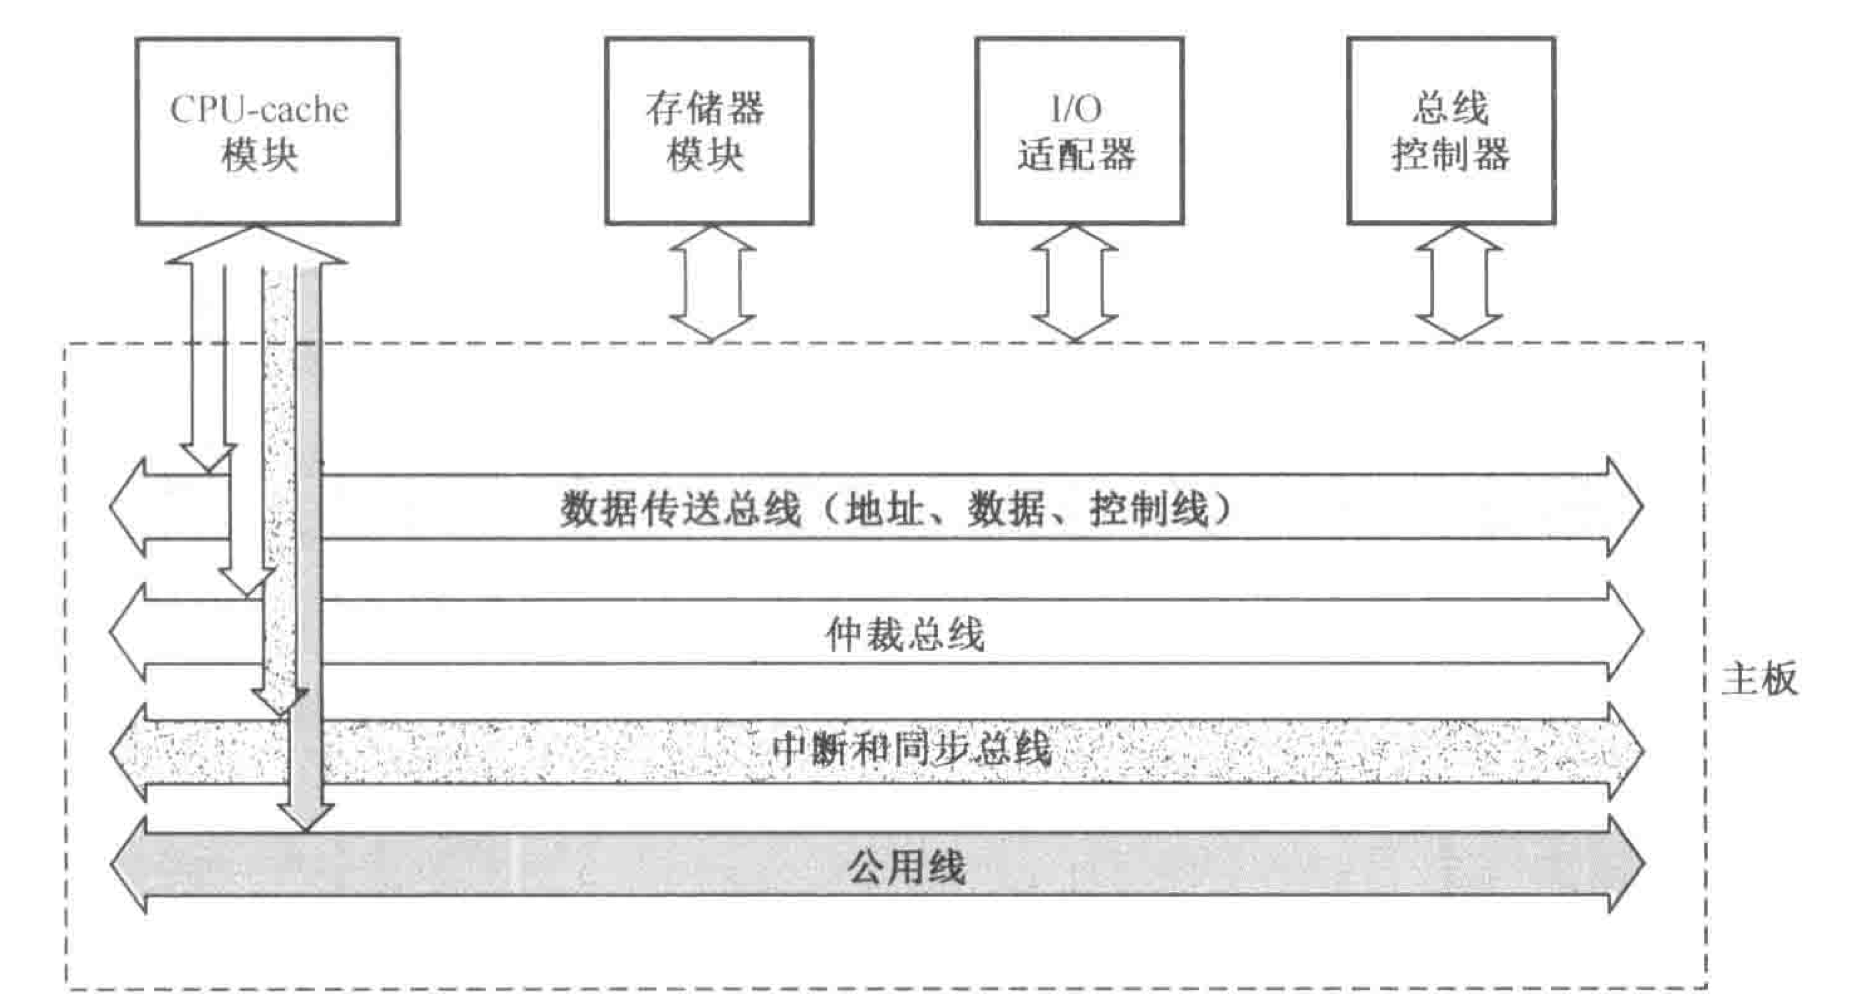 CPU-cache
模块
存储器
模块
I/O
适配器
总线
控制器
数据传送总线（地址、数据、控制线）
仲裁总线
主板
中断和同步总线
公用线